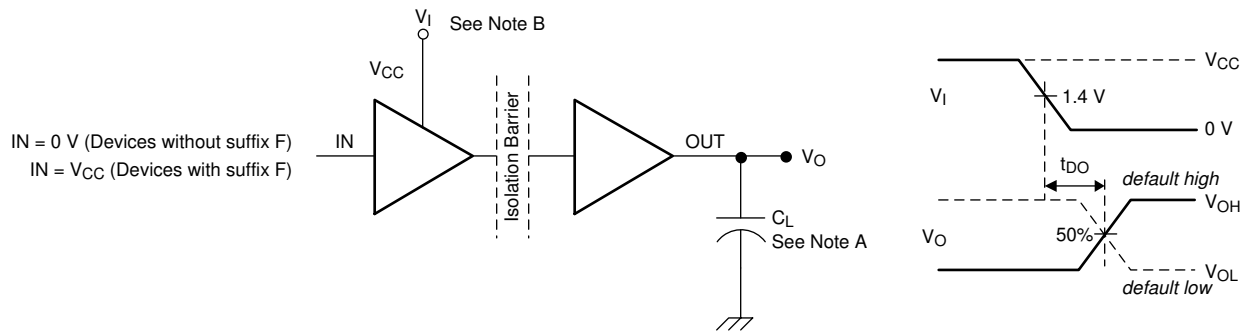 V_I See Note B
V_CC
Isolation Barrier
IN = 0 V (Devices without suffix F)
IN = V_CC (Devices with suffix F)
IN
OUT
V_O
C_L
See Note A
V_I
V_CC
1.4 V
0 V
t_DO
default high
V_OH
V_O
50%
V_OL
default low